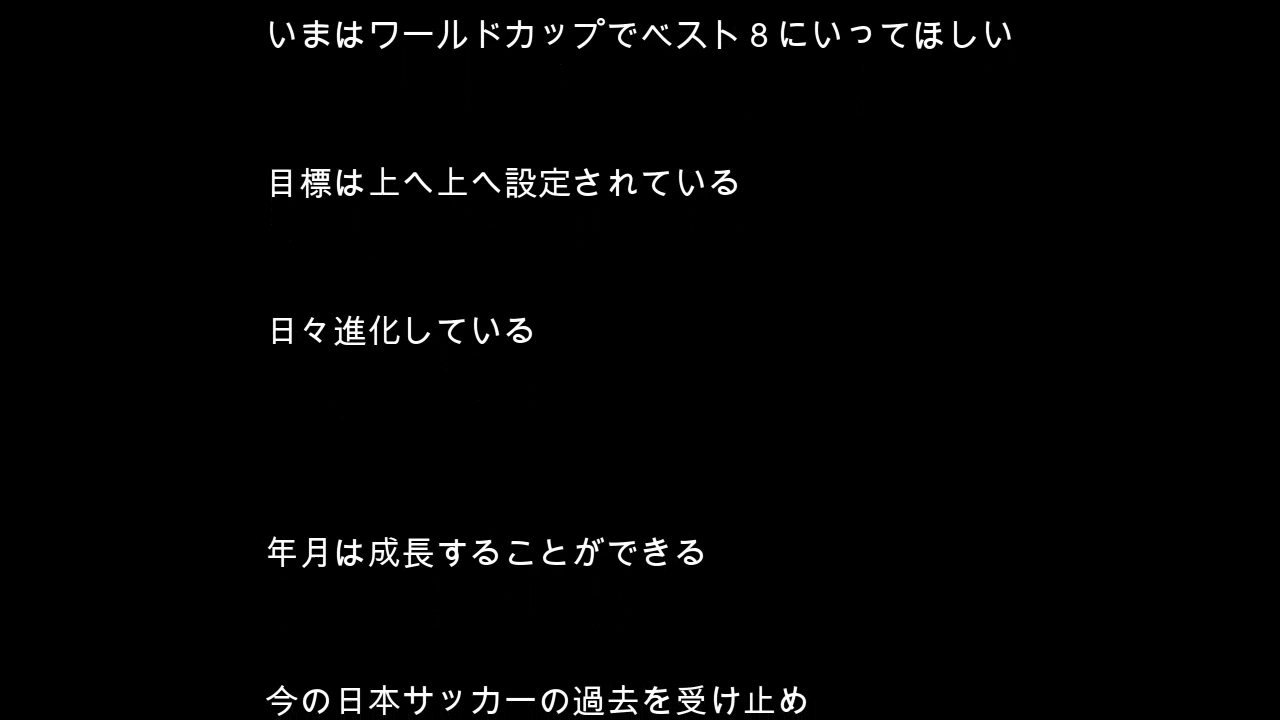 いまはワールドカップでベスト８にいってほしい
目標は上へ上へ設定されている
日々進化している
年月は成長することができる
今の日本サッカーの過去を受け止め